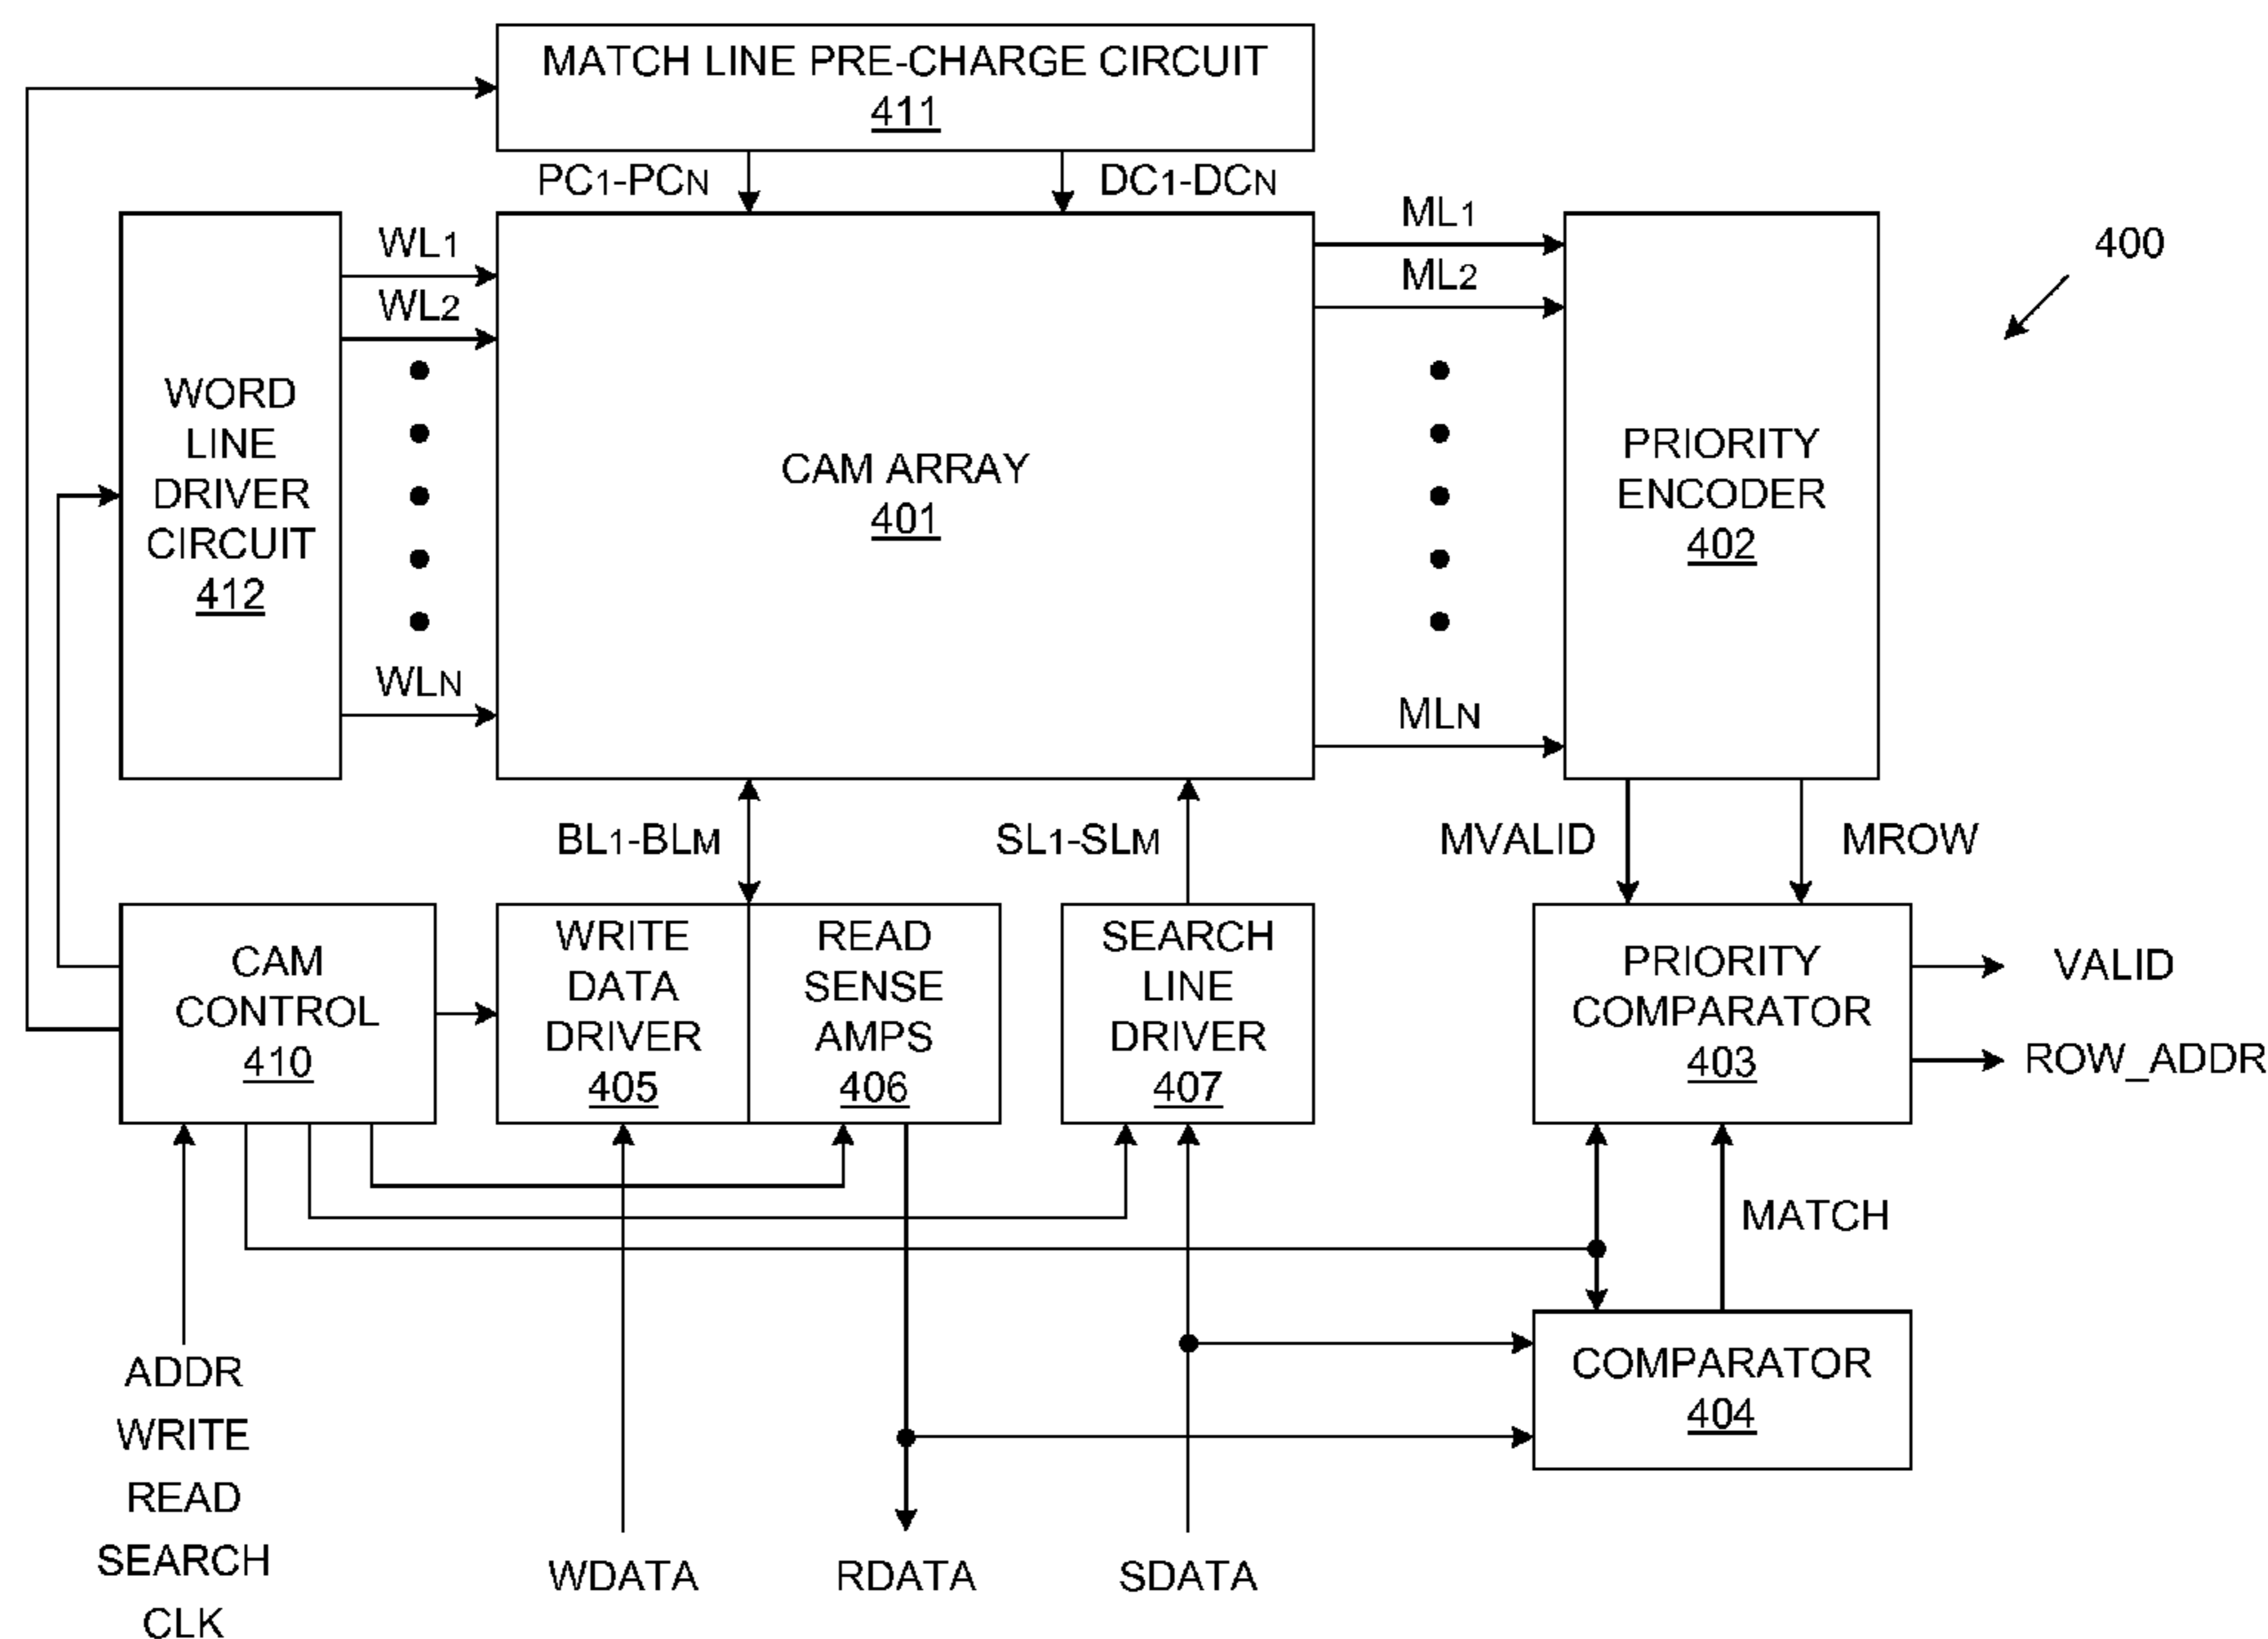 MATCH LINE PRE-CHARGE CIRCUIT
411
PC1-PCN
DC1-DCN
WORD
LINE
DRIVER
CIRCUIT
412
WL1
WL2
WLN
CAM ARRAY
401
ML1
ML2
MLN
PRIORITY
ENCODER
402
400
BL1-BLM
SL1-SLM
MVALID
MROW
CAM
CONTROL
410
WRITE
DATA
DRIVER
405
READ
SENSE
AMPS
406
SEARCH
LINE
DRIVER
407
PRIORITY
COMPARATOR
403
VALID
ROW_ADDR
MATCH
COMPARATOR
404
ADDR
WRITE
READ
SEARCH
CLK
WDATA
RDATA
SDATA